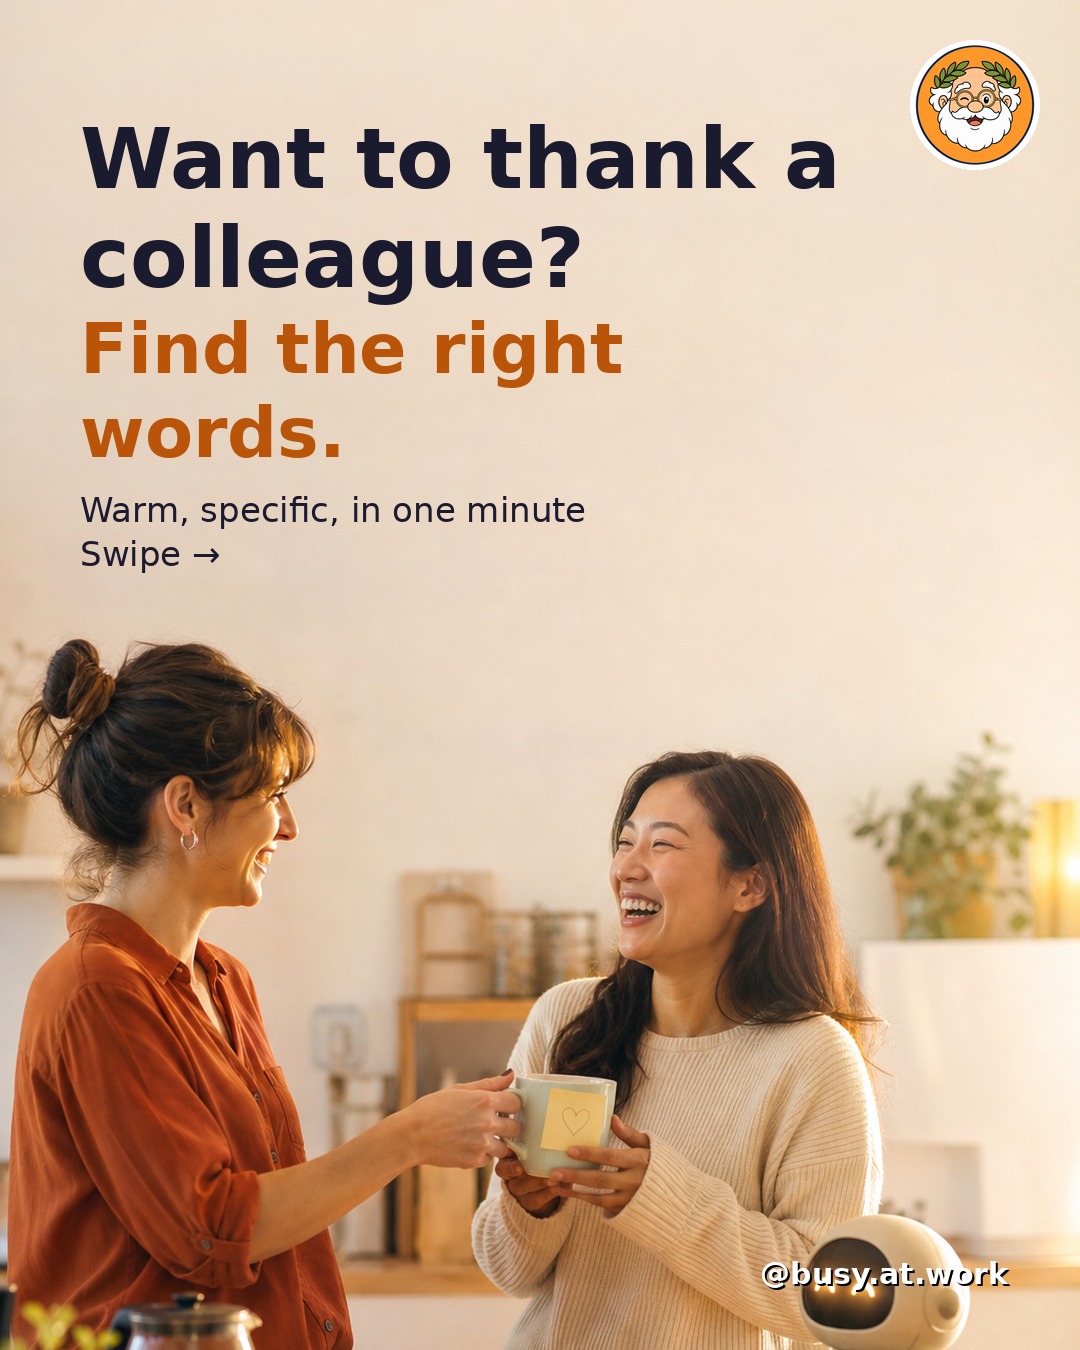 Want to thank a
colleague?
Find the right
words.
Warm, specific, in one minute
Swipe →
@busy.at.work